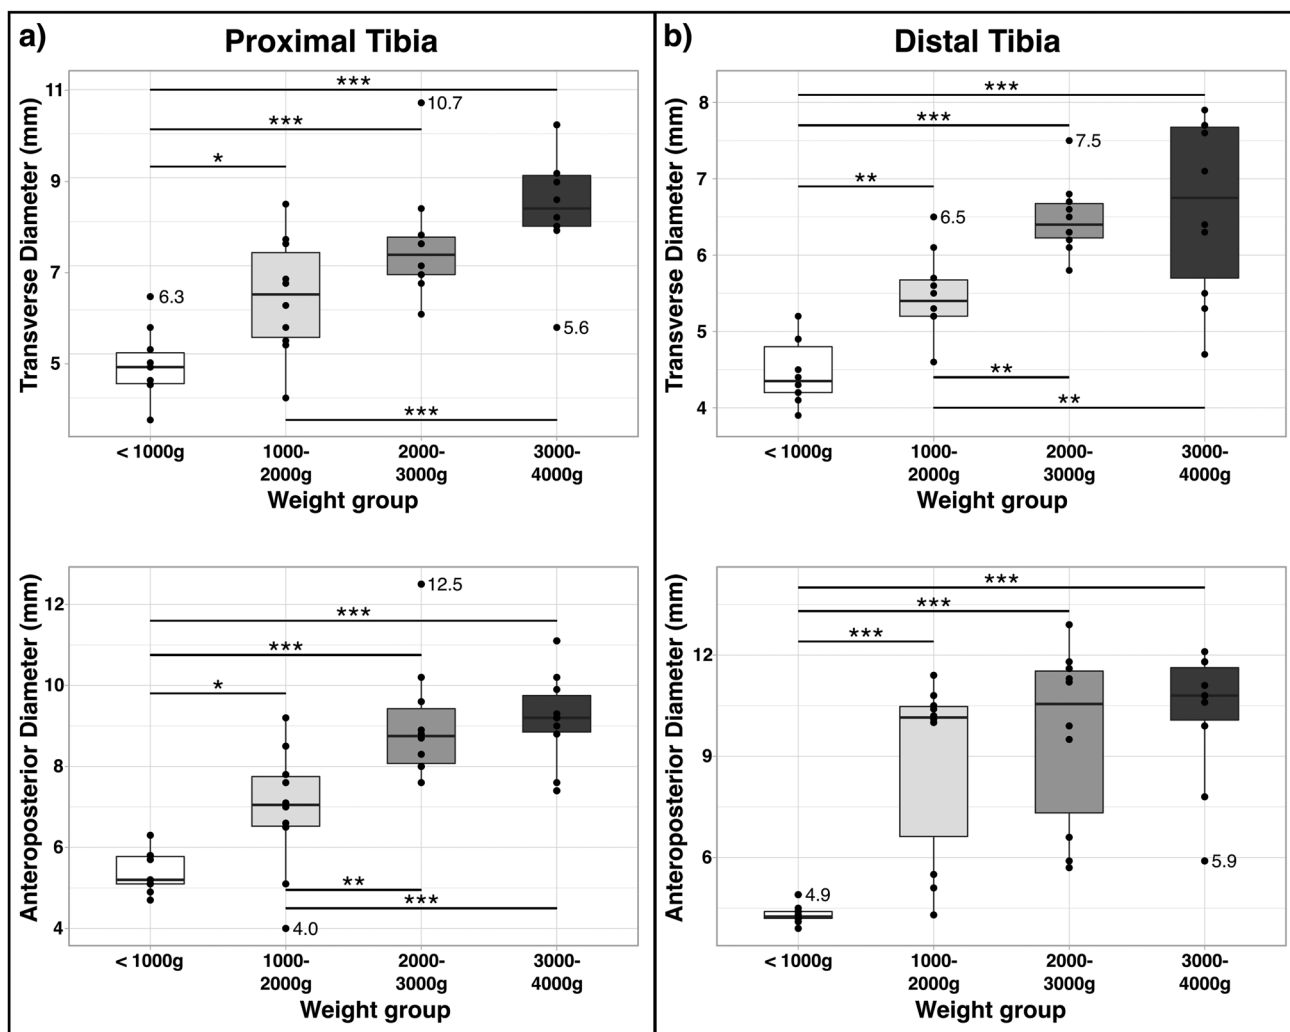 a)
Proximal Tibia
Transverse Diameter (mm)
11
9
7
5
***
***
*
***
10.7
6.3
5.6
< 1000g
1000-
2000g
2000-
3000g
3000-
4000g
Weight group
Anteroposterior Diameter (mm)
12
10
8
6
4
12.5
***
***
*
**
***
4.0
< 1000g
1000-
2000g
2000-
3000g
3000-
4000g
Weight group
b)
Distal Tibia
Transverse Diameter (mm)
8
7
6
5
4
***
***
**
7.5
6.5
**
**
< 1000g
1000-
2000g
2000-
3000g
3000-
4000g
Weight group
Anteroposterior Diameter (mm)
12
9
6
***
***
***
4.9
5.9
< 1000g
1000-
2000g
2000-
3000g
3000-
4000g
Weight group